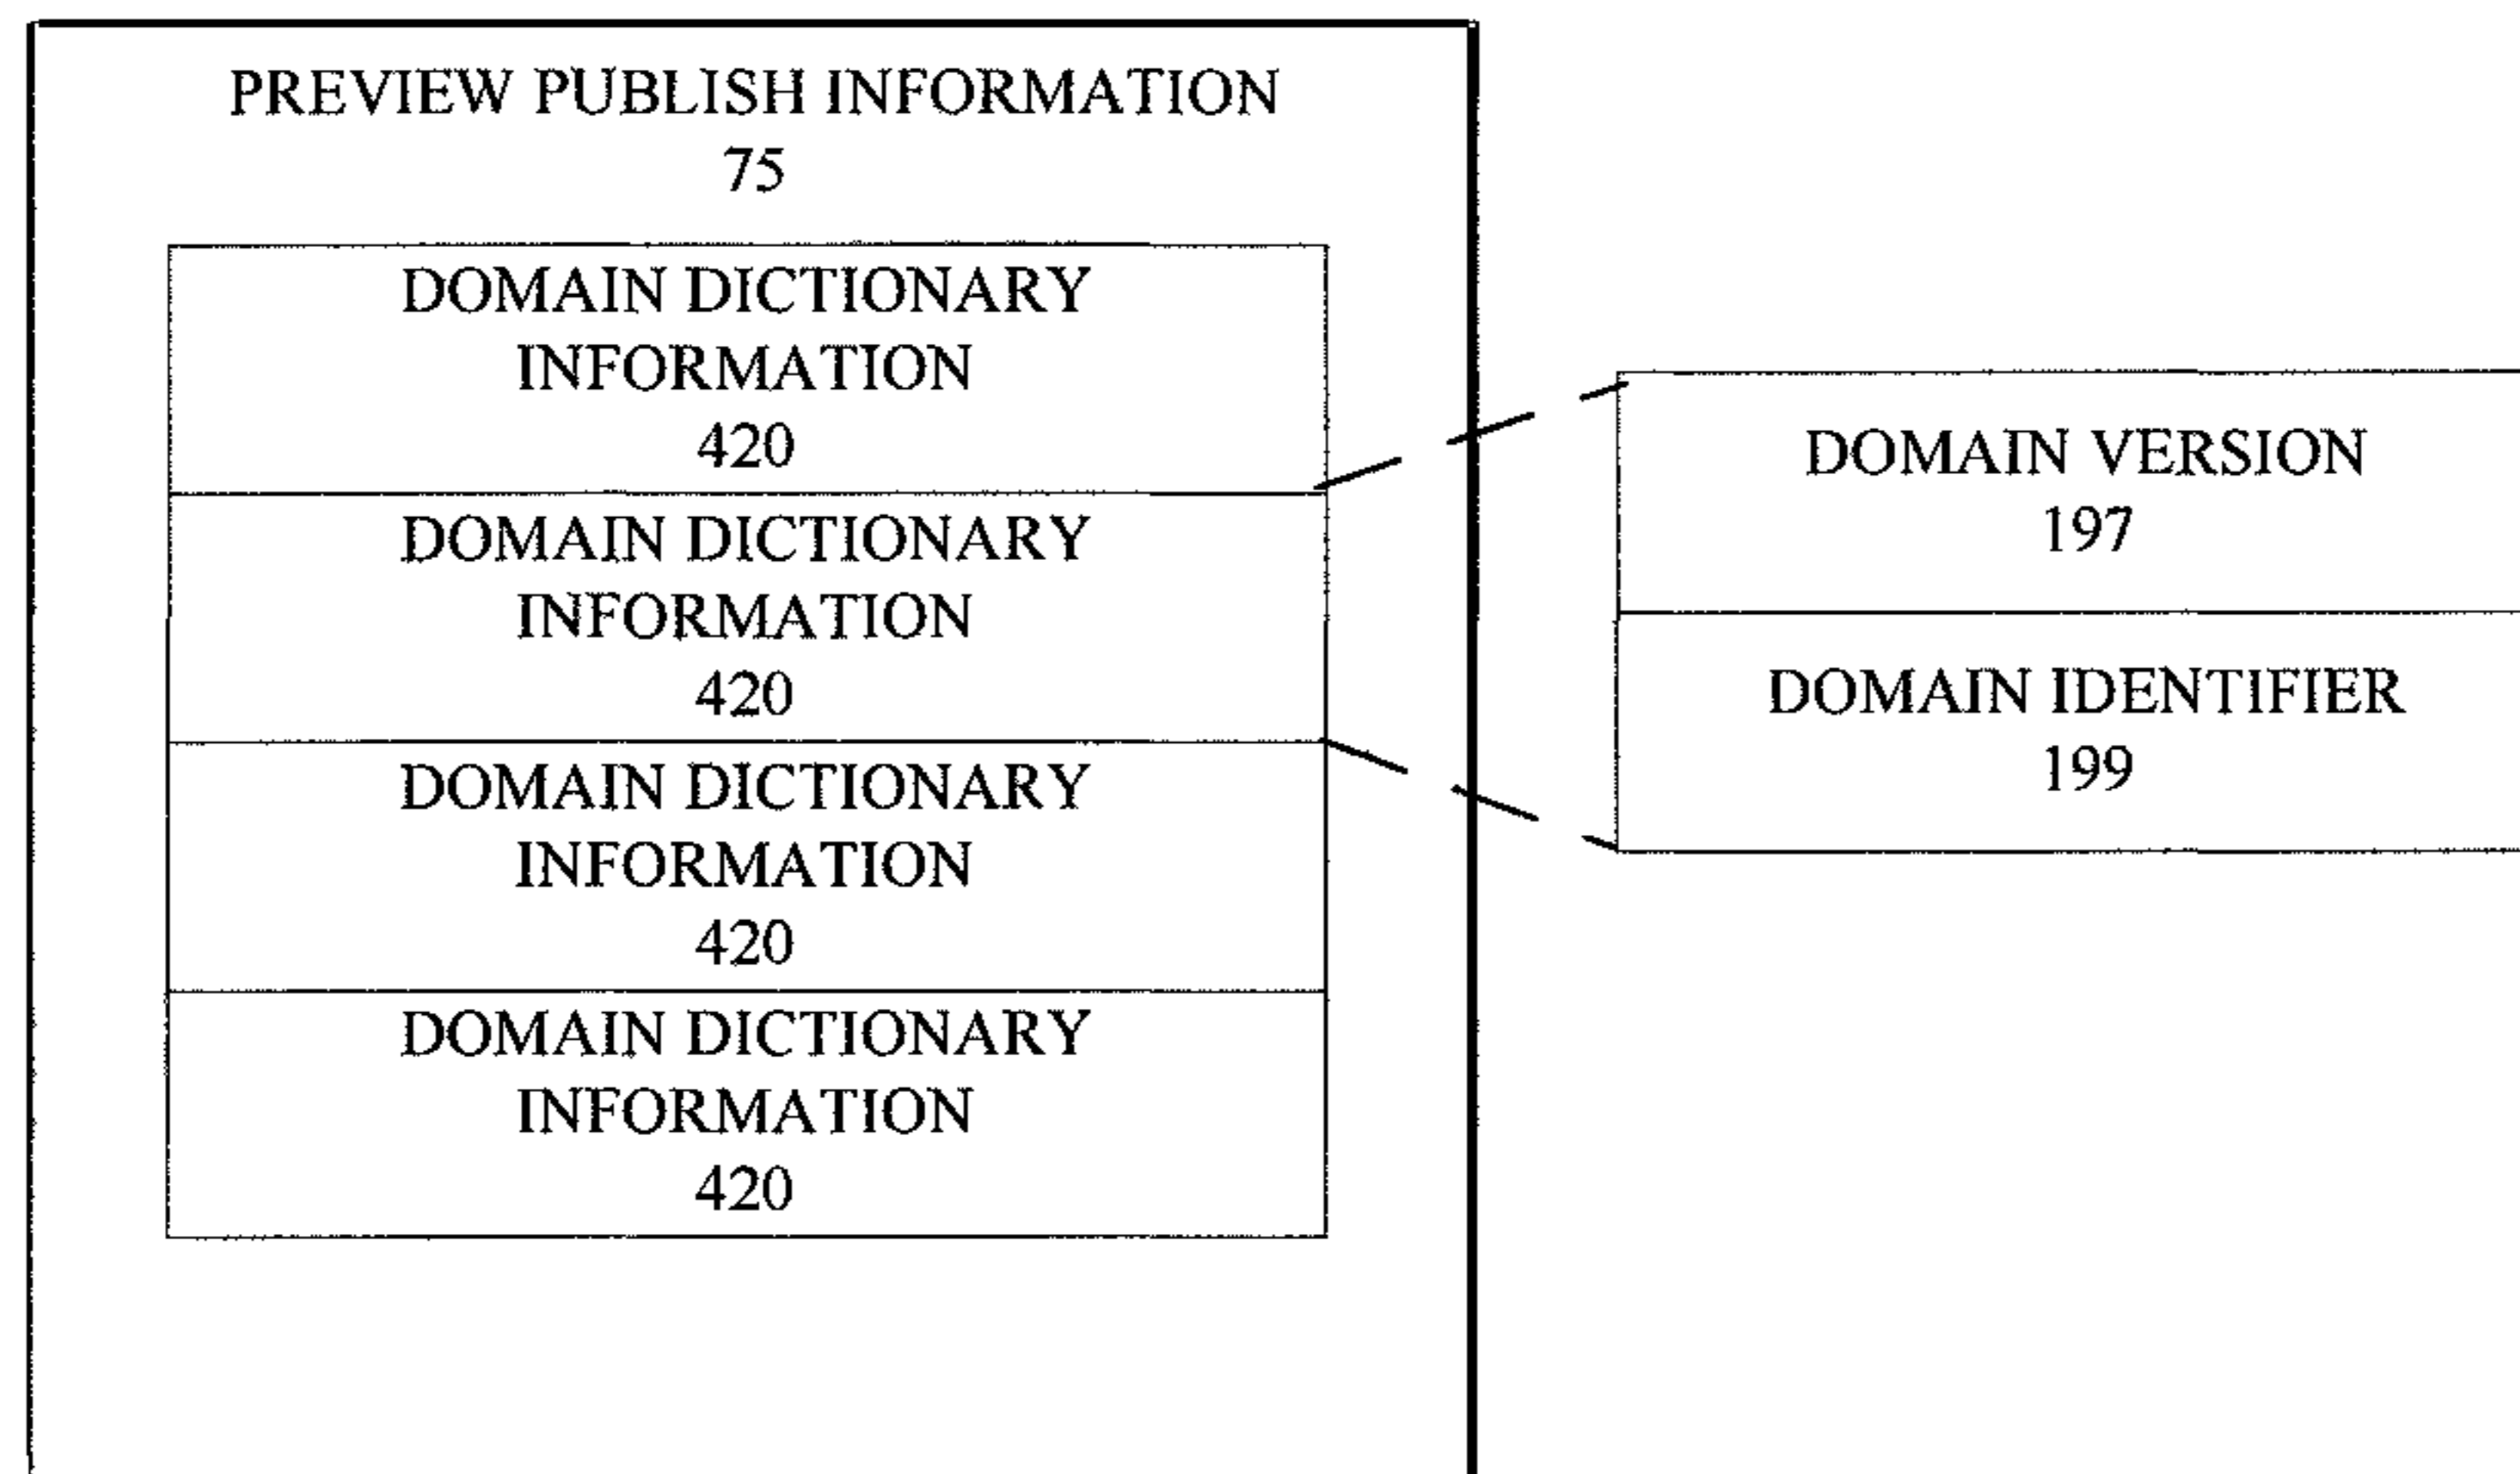 PREVIEW PUBLISH INFORMATION
75
DOMAIN DICTIONARY
INFORMATION
420
DOMAIN DICTIONARY
INFORMATION
420
DOMAIN DICTIONARY
INFORMATION
420
DOMAIN DICTIONARY
INFORMATION
420
DOMAIN VERSION
197
DOMAIN IDENTIFIER
199